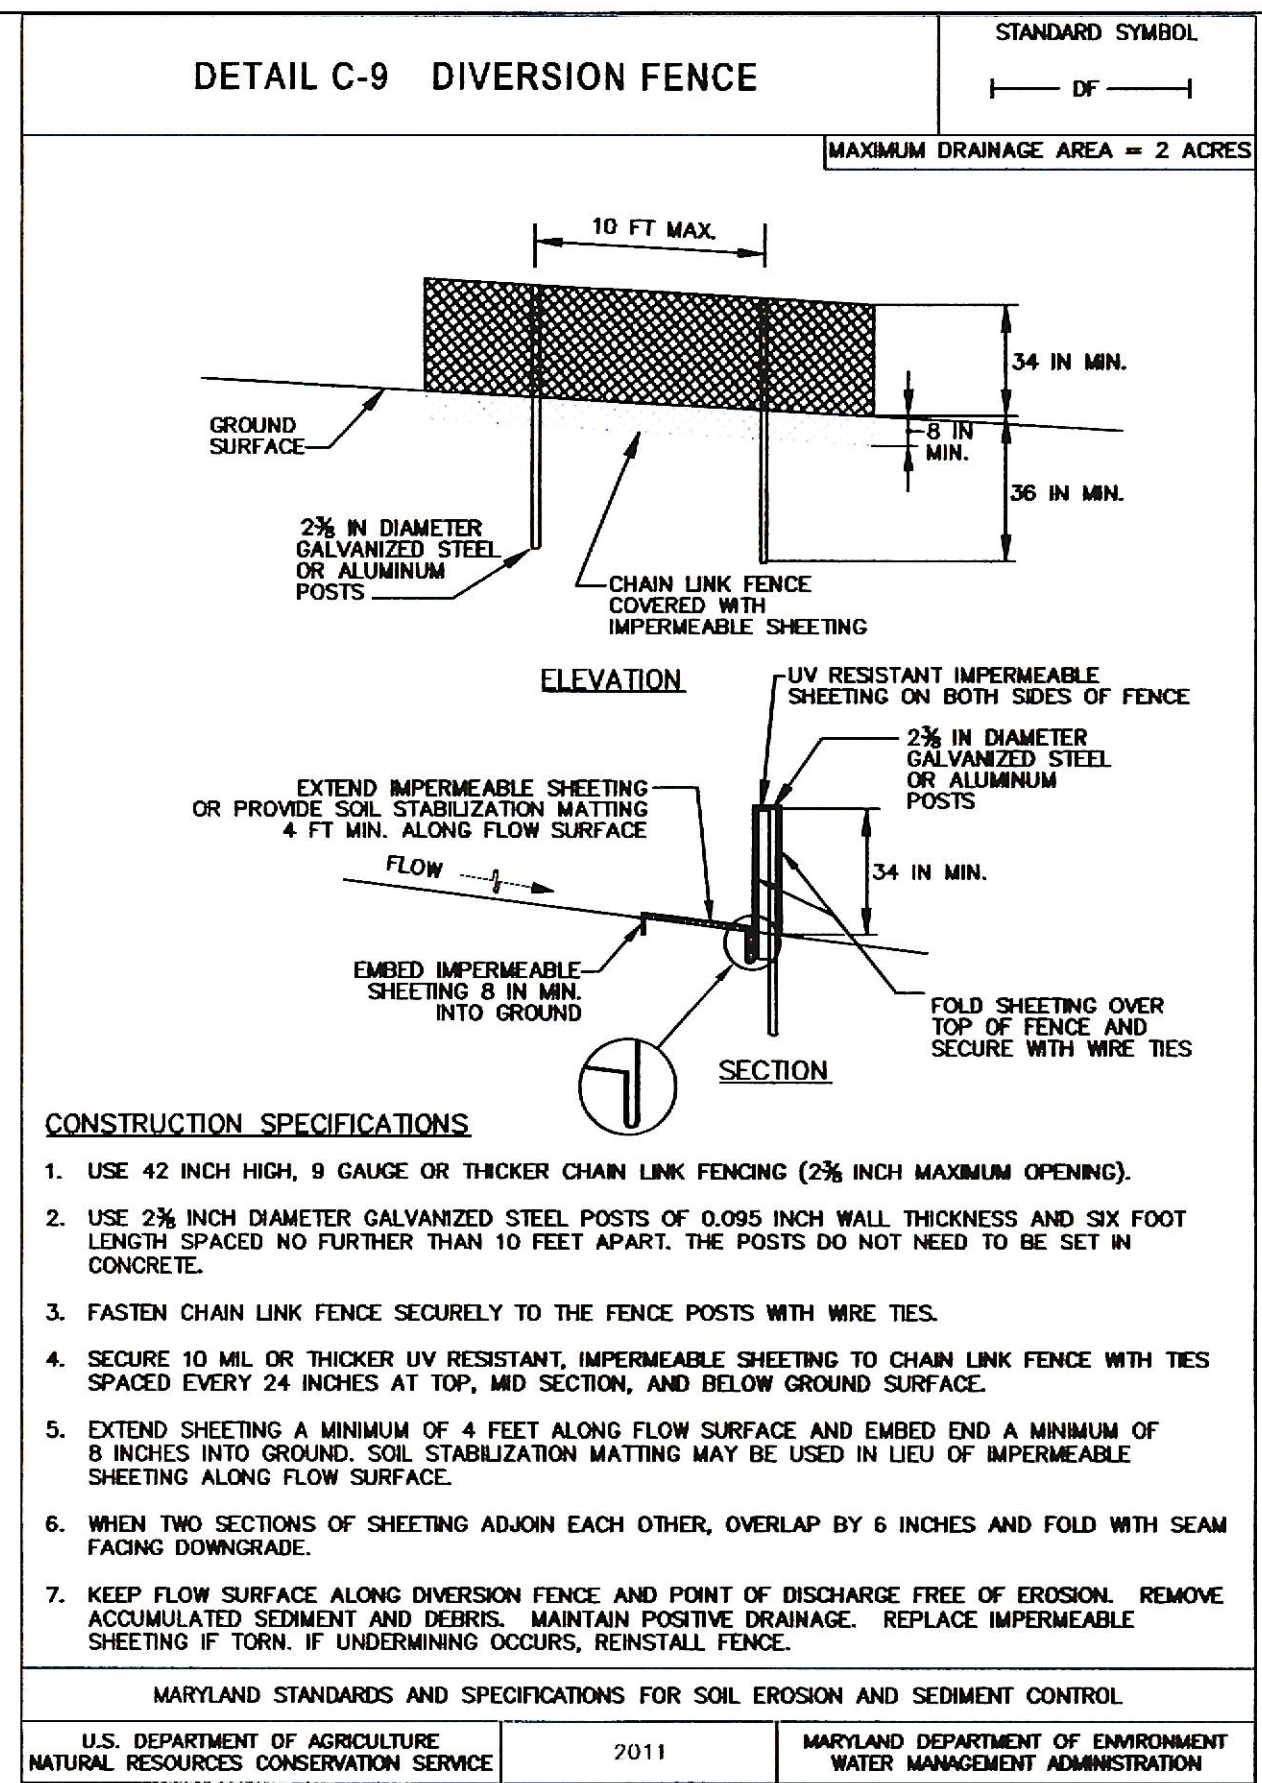 DETAIL C-9 DIVERSION FENCE
STANDARD SYMBOL
DF
MAXIMUM DRAINAGE AREA = 2 ACRES
10 FT MAX.
34 IN MIN.
GROUND
SURFACE
8 IN
MIN.
36 IN MIN.
2⅜ IN DIAMETER
GALVANIZED STEEL
OR ALUMINUM
POSTS
CHAIN LINK FENCE
COVERED WITH
IMPERMEABLE SHEETING
ELEVATION
UV RESISTANT IMPERMEABLE
SHEETING ON BOTH SIDES OF FENCE
2⅜ IN DIAMETER
GALVANIZED STEEL
OR ALUMINUM
POSTS
EXTEND IMPERMEABLE SHEETING
OR PROVIDE SOIL STABILIZATION MATTING
4 FT MIN. ALONG FLOW SURFACE
FLOW
34 IN MIN.
EMBED IMPERMEABLE
SHEETING 8 IN MIN.
INTO GROUND
FOLD SHEETING OVER
TOP OF FENCE AND
SECURE WITH WIRE TIES
SECTION
CONSTRUCTION SPECIFICATIONS
1. USE 42 INCH HIGH, 9 GAUGE OR THICKER CHAIN LINK FENCING (2⅜ INCH MAXIMUM OPENING).
2. USE 2⅜ INCH DIAMETER GALVANIZED STEEL POSTS OF 0.095 INCH WALL THICKNESS AND SIX FOOT
LENGTH SPACED NO FURTHER THAN 10 FEET APART. THE POSTS DO NOT NEED TO BE SET IN
CONCRETE.
3. FASTEN CHAIN LINK FENCE SECURELY TO THE FENCE POSTS WITH WIRE TIES.
4. SECURE 10 MIL OR THICKER UV RESISTANT, IMPERMEABLE SHEETING TO CHAIN LINK FENCE WITH TIES
SPACED EVERY 24 INCHES AT TOP, MID SECTION, AND BELOW GROUND SURFACE.
5. EXTEND SHEETING A MINIMUM OF 4 FEET ALONG FLOW SURFACE AND EMBED END A MINIMUM OF
8 INCHES INTO GROUND. SOIL STABILIZATION MATTING MAY BE USED IN LIEU OF IMPERMEABLE
SHEETING ALONG FLOW SURFACE.
6. WHEN TWO SECTIONS OF SHEETING ADJOIN EACH OTHER, OVERLAP BY 6 INCHES AND FOLD WITH SEAM
FACING DOWNGRADE.
7. KEEP FLOW SURFACE ALONG DIVERSION FENCE AND POINT OF DISCHARGE FREE OF EROSION. REMOVE
ACCUMULATED SEDIMENT AND DEBRIS. MAINTAIN POSITIVE DRAINAGE. REPLACE IMPERMEABLE
SHEETING IF TORN. IF UNDERMINING OCCURS, REINSTALL FENCE.
MARYLAND STANDARDS AND SPECIFICATIONS FOR SOIL EROSION AND SEDIMENT CONTROL
U.S. DEPARTMENT OF AGRICULTURE
NATURAL RESOURCES CONSERVATION SERVICE
2011
MARYLAND DEPARTMENT OF ENVIRONMENT
WATER MANAGEMENT ADMINISTRATION